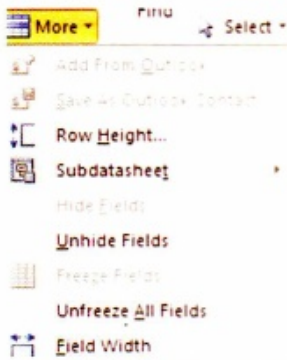 Find
More
Select
Add From Outlook
Save As Outlook Contact
Row Height...
Subdatasheet
Hide Fields
Unhide Fields
Freeze Fields
Unfreeze All Fields
Field Width